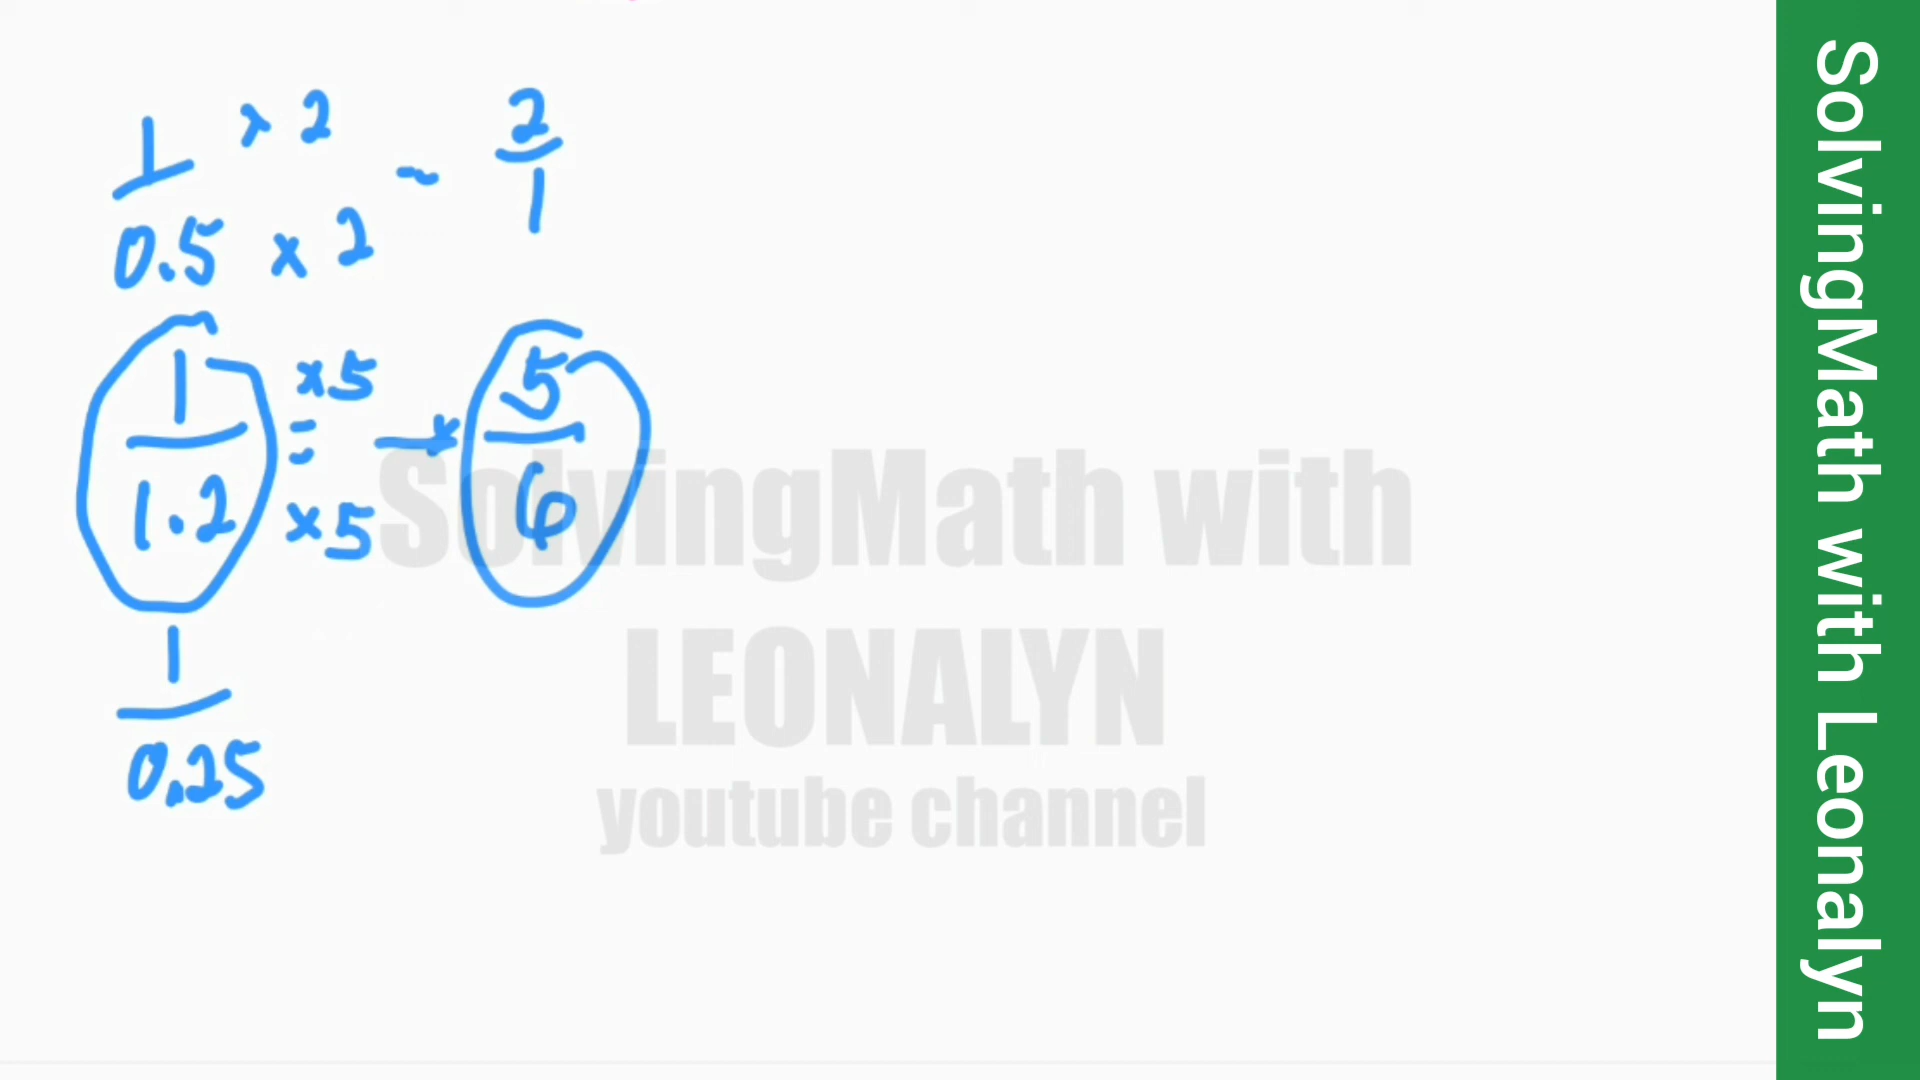 1 × 2 = 2
0.5 × 2 1
1 ×5 5
= →
1.2 ×5 6
1
0.25
SolvingMath with
LEONALYN
youtube channel
SolvingMath with Leonalyn